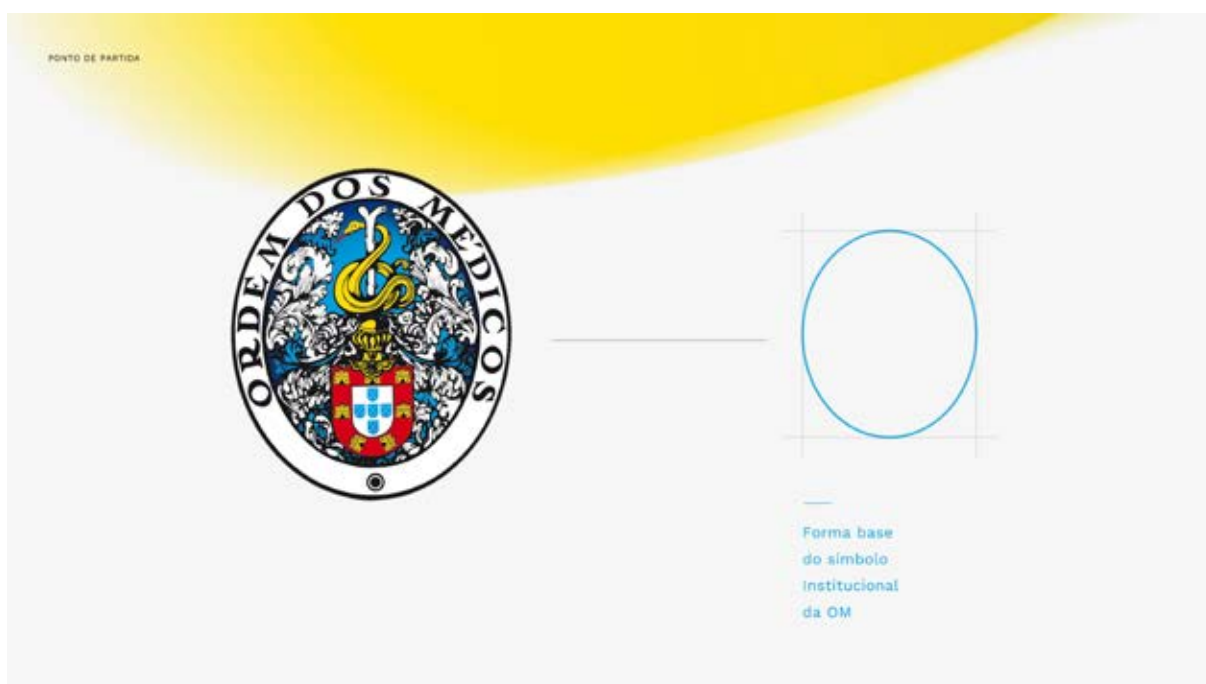 PONTO DE PARTIDA
ORDEM DOS MÉDICOS
Forma base
do símbolo
Institucional
da OM